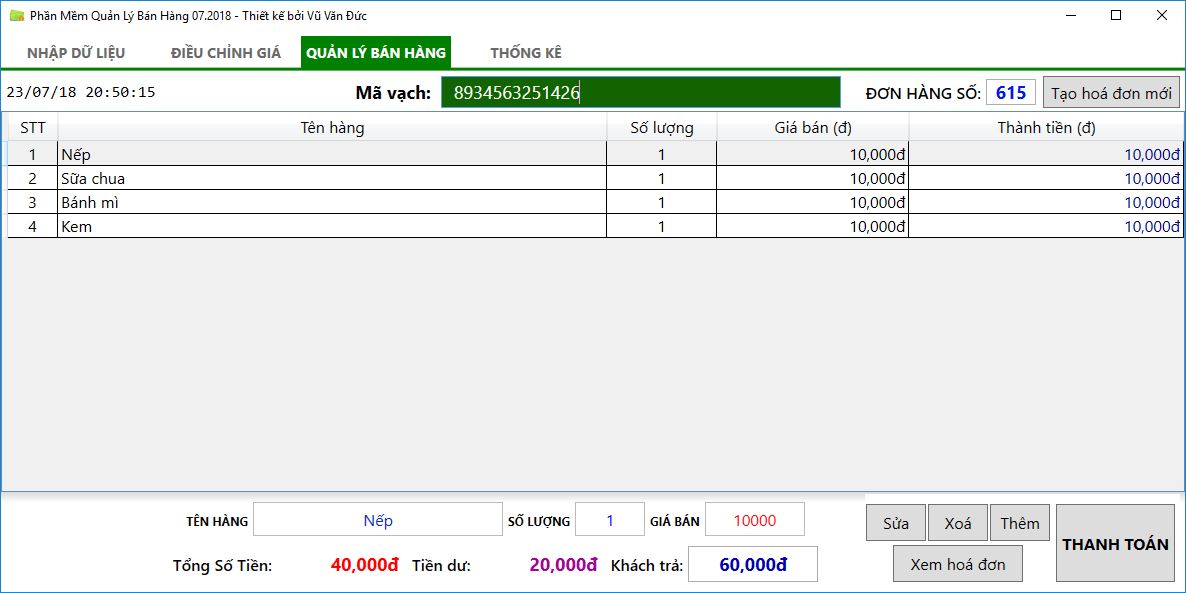 Phần Mềm Quản Lý Bán Hàng 07.2018 - Thiết kế bởi Vũ Văn Đức
NHẬP DỮ LIỆU ĐIỀU CHỈNH GIÁ QUẢN LÝ BÁN HÀNG THỐNG KÊ
23/07/18 20:50:15 Mã vạch: 8934563251426 ĐƠN HÀNG SỐ: 615 Tạo hoá đơn mới
STT Tên hàng Số lượng Giá bán (đ) Thành tiền (đ)
1 Nếp 1 10,000đ 10,000đ
2 Sữa chua 1 10,000đ 10,000đ
3 Bánh mì 1 10,000đ 10,000đ
4 Kem 1 10,000đ 10,000đ
TÊN HÀNG Nếp SỐ LƯỢNG 1 GIÁ BÁN 10000 Sửa Xoá Thêm
THANH TOÁN
Tổng Số Tiền: 40,000đ Tiền dư: 20,000đ Khách trả: 60,000đ Xem hoá đơn